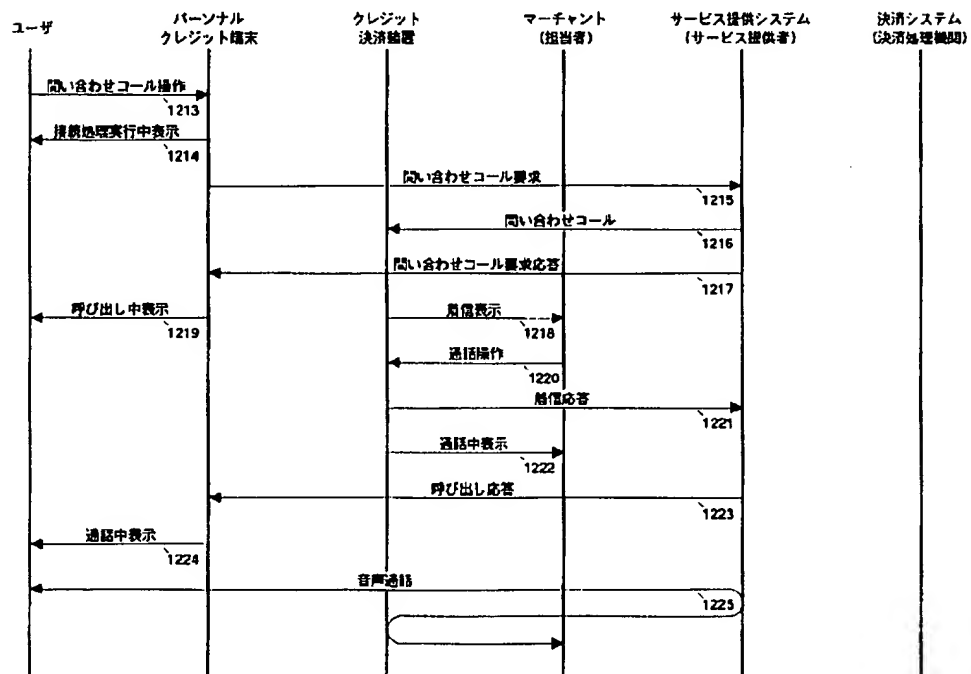 ユーザ
パーソナル
クレジット端末
クレジット
決済装置
マーチャント
(担当者)
サービス提供システム
(サービス提供者)
決済システム
(決済処理機関)
問い合わせコール操作
1213
接続処理実行中表示
1214
問い合わせコール要求
1215
問い合わせコール
1216
問い合わせコール要求応答
1217
呼び出し中表示
1219
着信表示
1218
通話操作
1220
着信応答
1221
通話中表示
1222
呼び出し応答
1223
通話中表示
1224
音声通話
1225